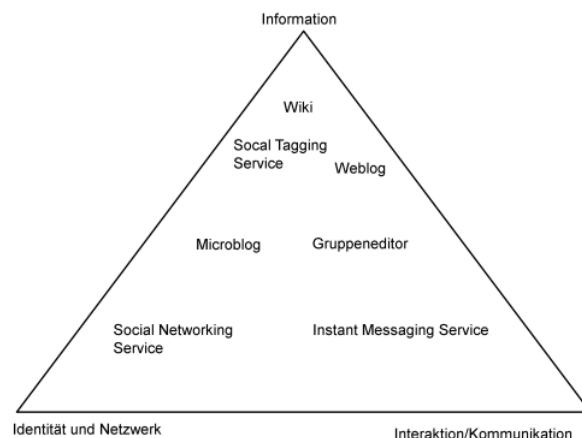 Information
Wiki
Socal Tagging
Service
Weblog
Microblog
Gruppeneditor
Social Networking
Service
Instant Messaging Service
Identität und Netzwerk
Interaktion/Kommunikation